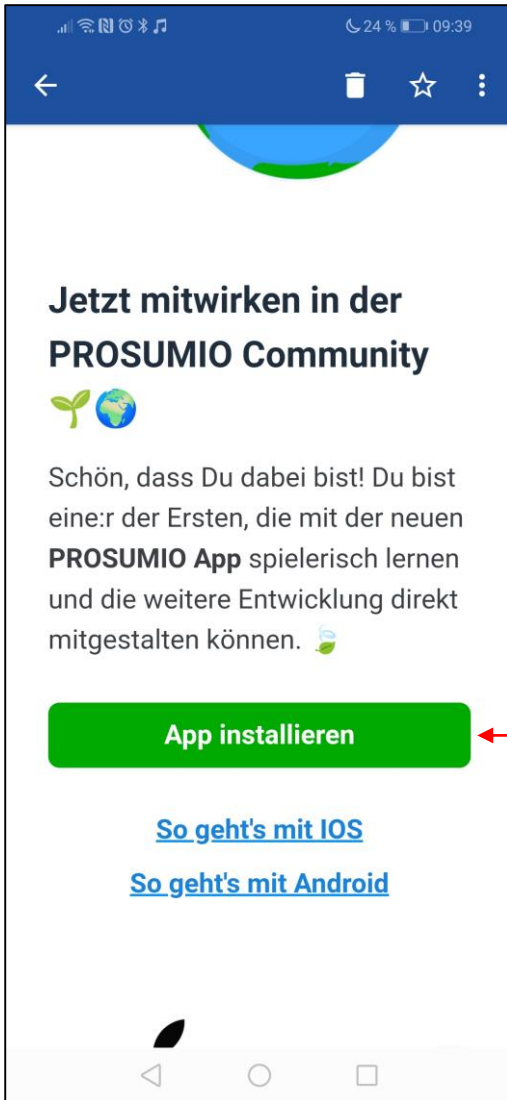 24 % 09:39
Jetzt mitwirken in der
PROSUMIO Community
🌱🌍
Schön, dass Du dabei bist! Du bist
eine:r der Ersten, die mit der neuen
PROSUMIO App spielerisch lernen
und die weitere Entwicklung direkt
mitgestalten können. 🍃
App installieren
So geht's mit IOS
So geht's mit Android